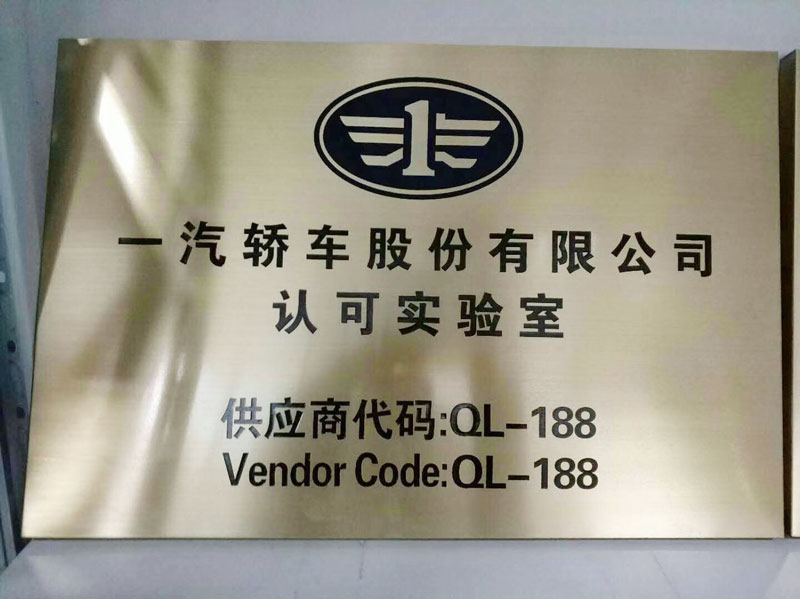 1
一汽轿车股份有限公司
认可实验室
供应商代码:QL-188
Vendor Code:QL-188